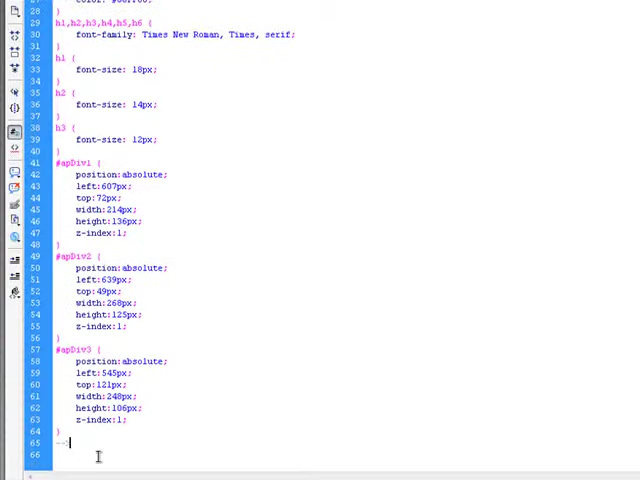 28 }
29 h1,h2,h3,h4,h5,h6 {
30 font-family: Times New Roman, Times, serif;
31 }
32 h1 {
33 font-size: 18px;
34 }
35 h2 {
36 font-size: 14px;
37 }
38 h3 {
39 font-size: 12px;
40 }
41 #apDiv1 {
42 position:absolute;
43 left:607px;
44 top:72px;
45 width:214px;
46 height:136px;
47 z-index:1;
48 }
49 #apDiv2 {
50 position:absolute;
51 left:639px;
52 top:49px;
53 width:268px;
54 height:125px;
55 z-index:1;
56 }
57 #apDiv3 {
58 position:absolute;
59 left:545px;
60 top:121px;
61 width:248px;
62 height:106px;
63 z-index:1;
64 }
65 -->
66